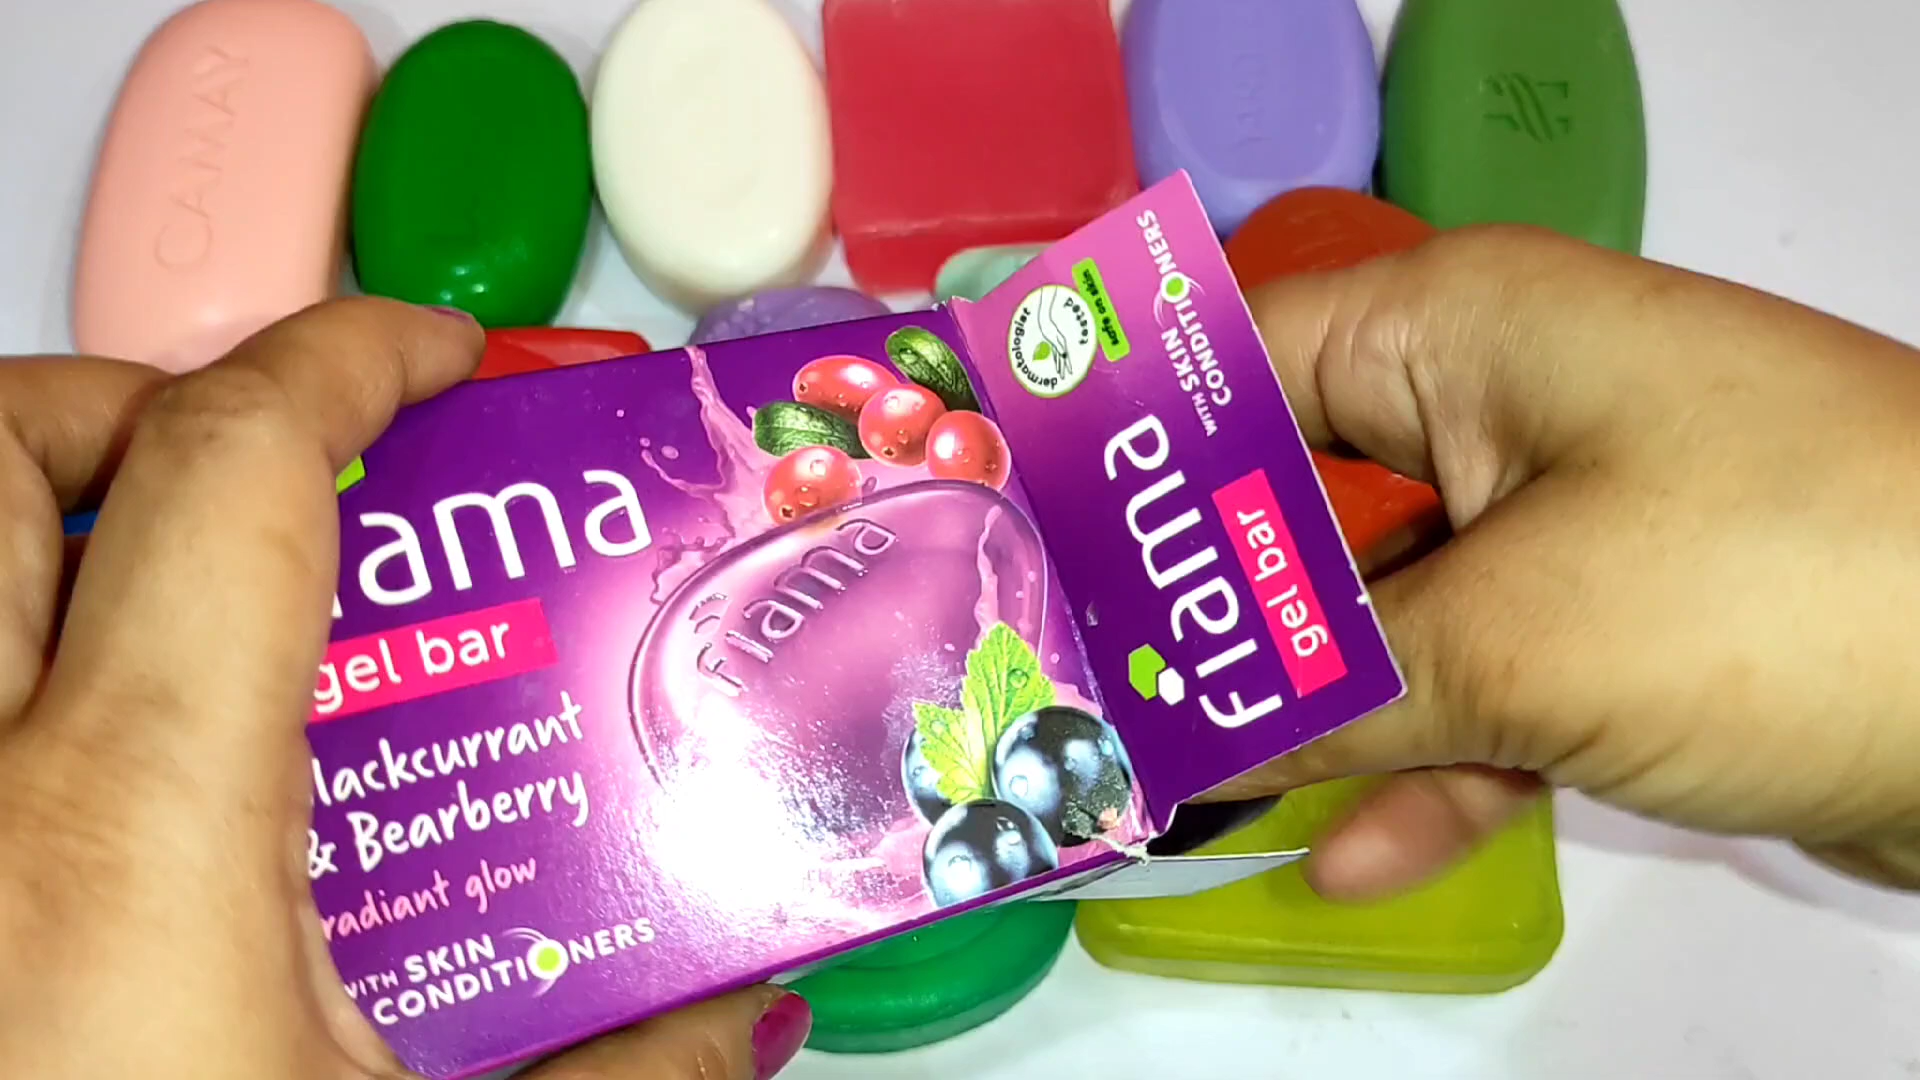 CAMAY
iama
gel bar
lackcurrant
& Bearberry
radiant glow
WITH SKIN
CONDITIONERS
fiama
dermatologist
tested
safe on skin
WITH SKIN
CONDITIONERS
fiama
gel bar